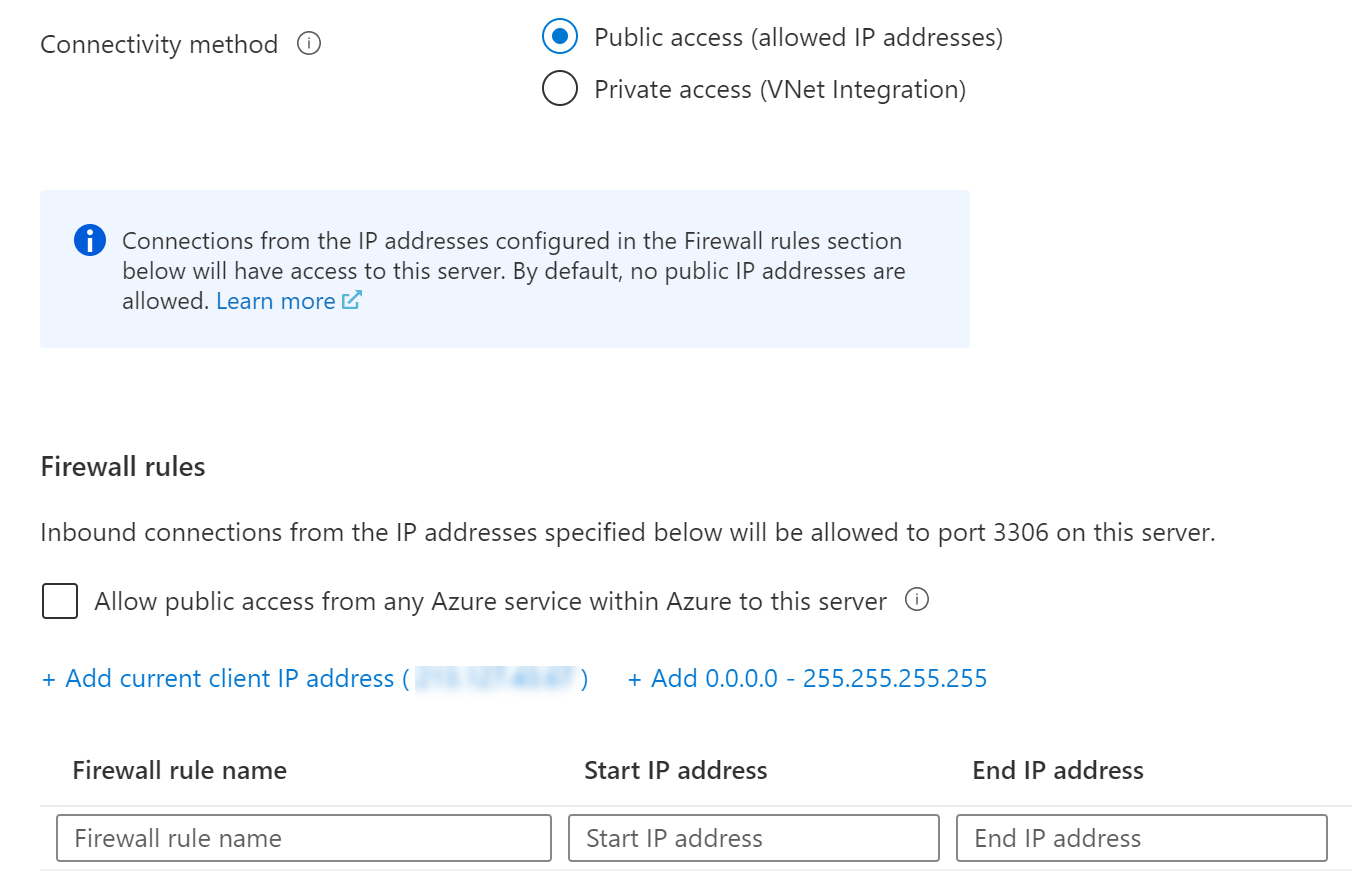 Connectivity method
Public access (allowed IP addresses)
Private access (VNet Integration)
Connections from the IP addresses configured in the Firewall rules section
below will have access to this server. By default, no public IP addresses are
allowed. Learn more
Firewall rules
Inbound connections from the IP addresses specified below will be allowed to port 3306 on this server.
Allow public access from any Azure service within Azure to this server
+ Add current client IP address ( ) + Add 0.0.0.0 - 255.255.255.255
Firewall rule name Start IP address End IP address
Firewall rule name Start IP address End IP address